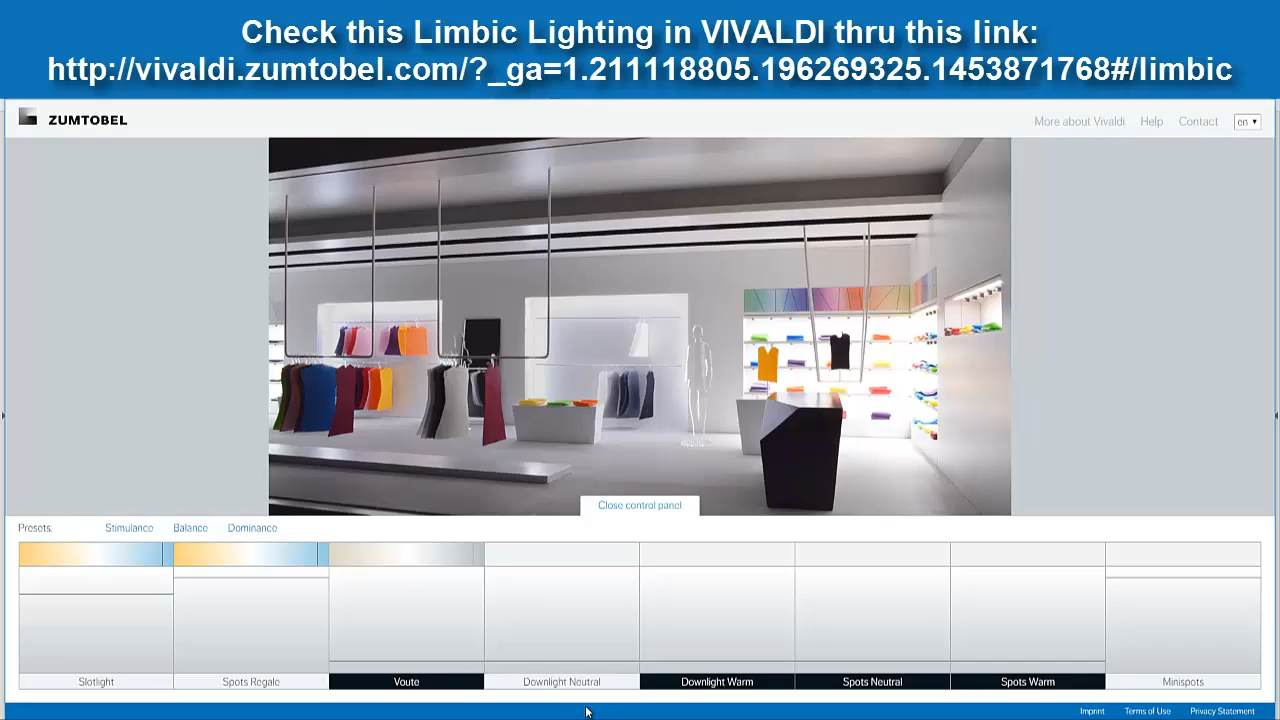 Check this Limbic Lighting in VIVALDI thru this link:
http://vivaldi.zumtobel.com/?_ga=1.211118805.196269325.1453871768#/limbic
ZUMTOBEL
More about Vivaldi Help Contact en
Close control panel
Presets: Stimulance Balance Dominance
Slotlight Spots Regale Voute Downlight Neutral Downlight Warm Spots Neutral Spots Warm Minispots
Imprint Terms of Use Privacy Statement